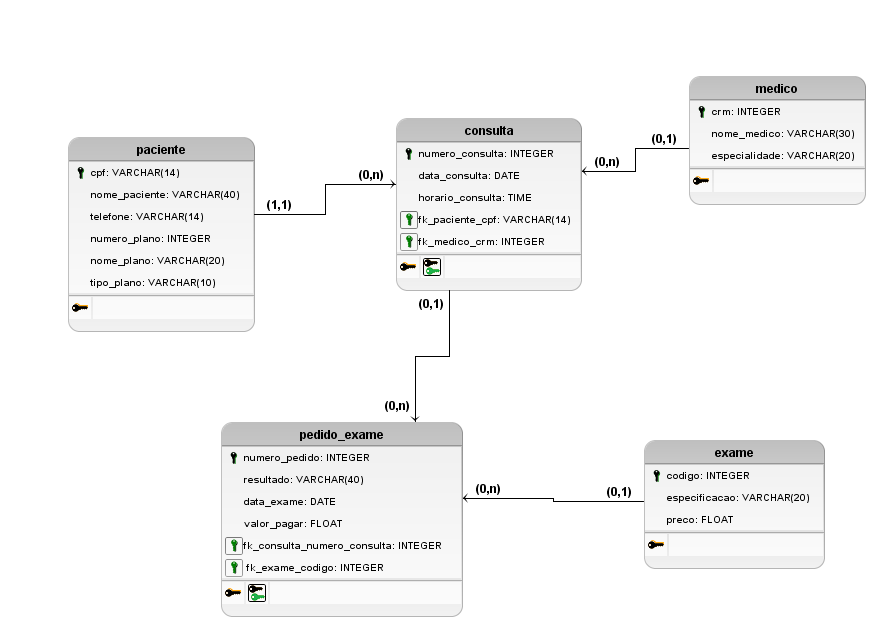 medico
crm: INTEGER
nome_medico: VARCHAR(30)
especialidade: VARCHAR(20)
(0,1)
(0,n)
consulta
numero_consulta: INTEGER
data_consulta: DATE
horario_consulta: TIME
fk_paciente_cpf: VARCHAR(14)
fk_medico_crm: INTEGER
paciente
cpf: VARCHAR(14)
nome_paciente: VARCHAR(40)
telefone: VARCHAR(14)
numero_plano: INTEGER
nome_plano: VARCHAR(20)
tipo_plano: VARCHAR(10)
(1,1)
(0,n)
(0,1)
(0,n)
pedido_exame
numero_pedido: INTEGER
resultado: VARCHAR(40)
data_exame: DATE
valor_pagar: FLOAT
fk_consulta_numero_consulta: INTEGER
fk_exame_codigo: INTEGER
(0,n)
(0,1)
exame
codigo: INTEGER
especificacao: VARCHAR(20)
preco: FLOAT